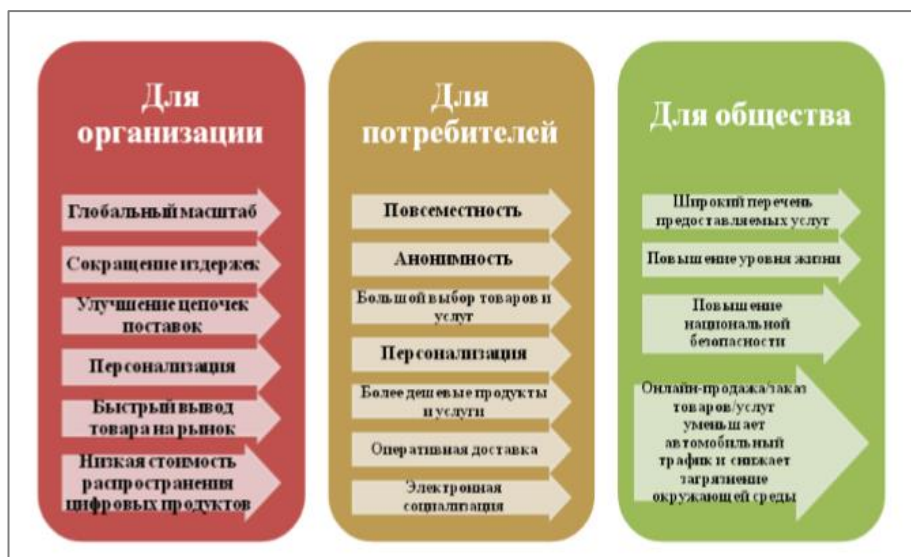 Для
организации
Глобальный масштаб
Сокращение издержек
Улучшение цепочек
поставок
Персонализация
Быстрый вывод
товара на рынок
Низкая стоимость
распространения
цифровых продуктов
Для
потребителей
Повсеместность
Анонимность
Большой выбор товаров и
услуг
Персонализация
Более дешевые продукты
и услуги
Оперативная доставка
Электронная
социализация
Для общества
Широкий перечень
предоставляемых услуг
Повышение уровня жизни
Повышение
национальной
безопасности
Онлайн-продажа/заказ
товаров/услуг
уменьшает
автомобильный
трафик и снижает
загрязнение
окружающей среды